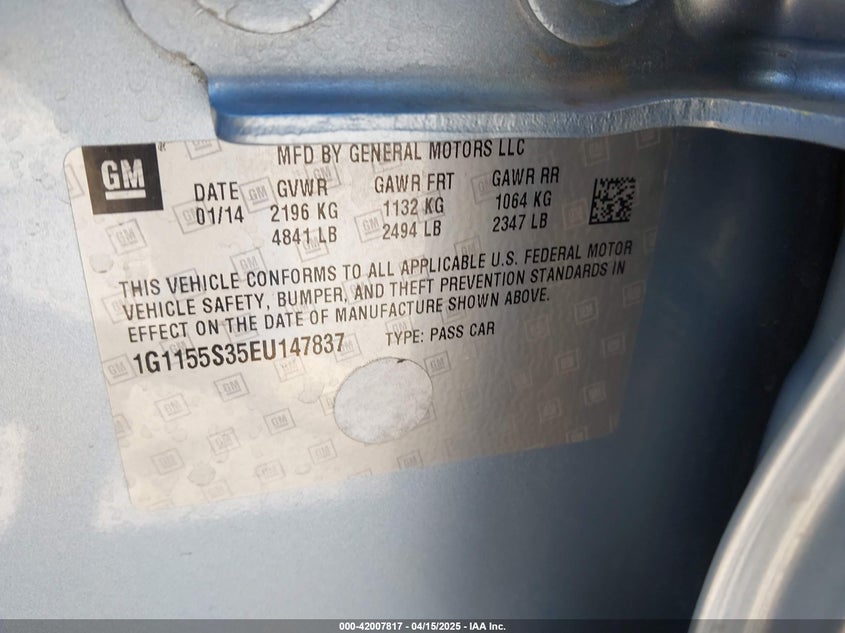 GM
MFD BY GENERAL MOTORS LLC
DATE GVWR GAWR FRT GAWR RR
01/14 2196 KG 1132 KG 1064 KG
4841 LB 2494 LB 2347 LB
THIS VEHICLE CONFORMS TO ALL APPLICABLE U.S. FEDERAL MOTOR
VEHICLE SAFETY, BUMPER, AND THEFT PREVENTION STANDARDS IN
EFFECT ON THE DATE OF MANUFACTURE SHOWN ABOVE.
1G1155S35EU147837 TYPE: PASS CAR
000-42007817 - 04/15/2025 - IAA Inc.